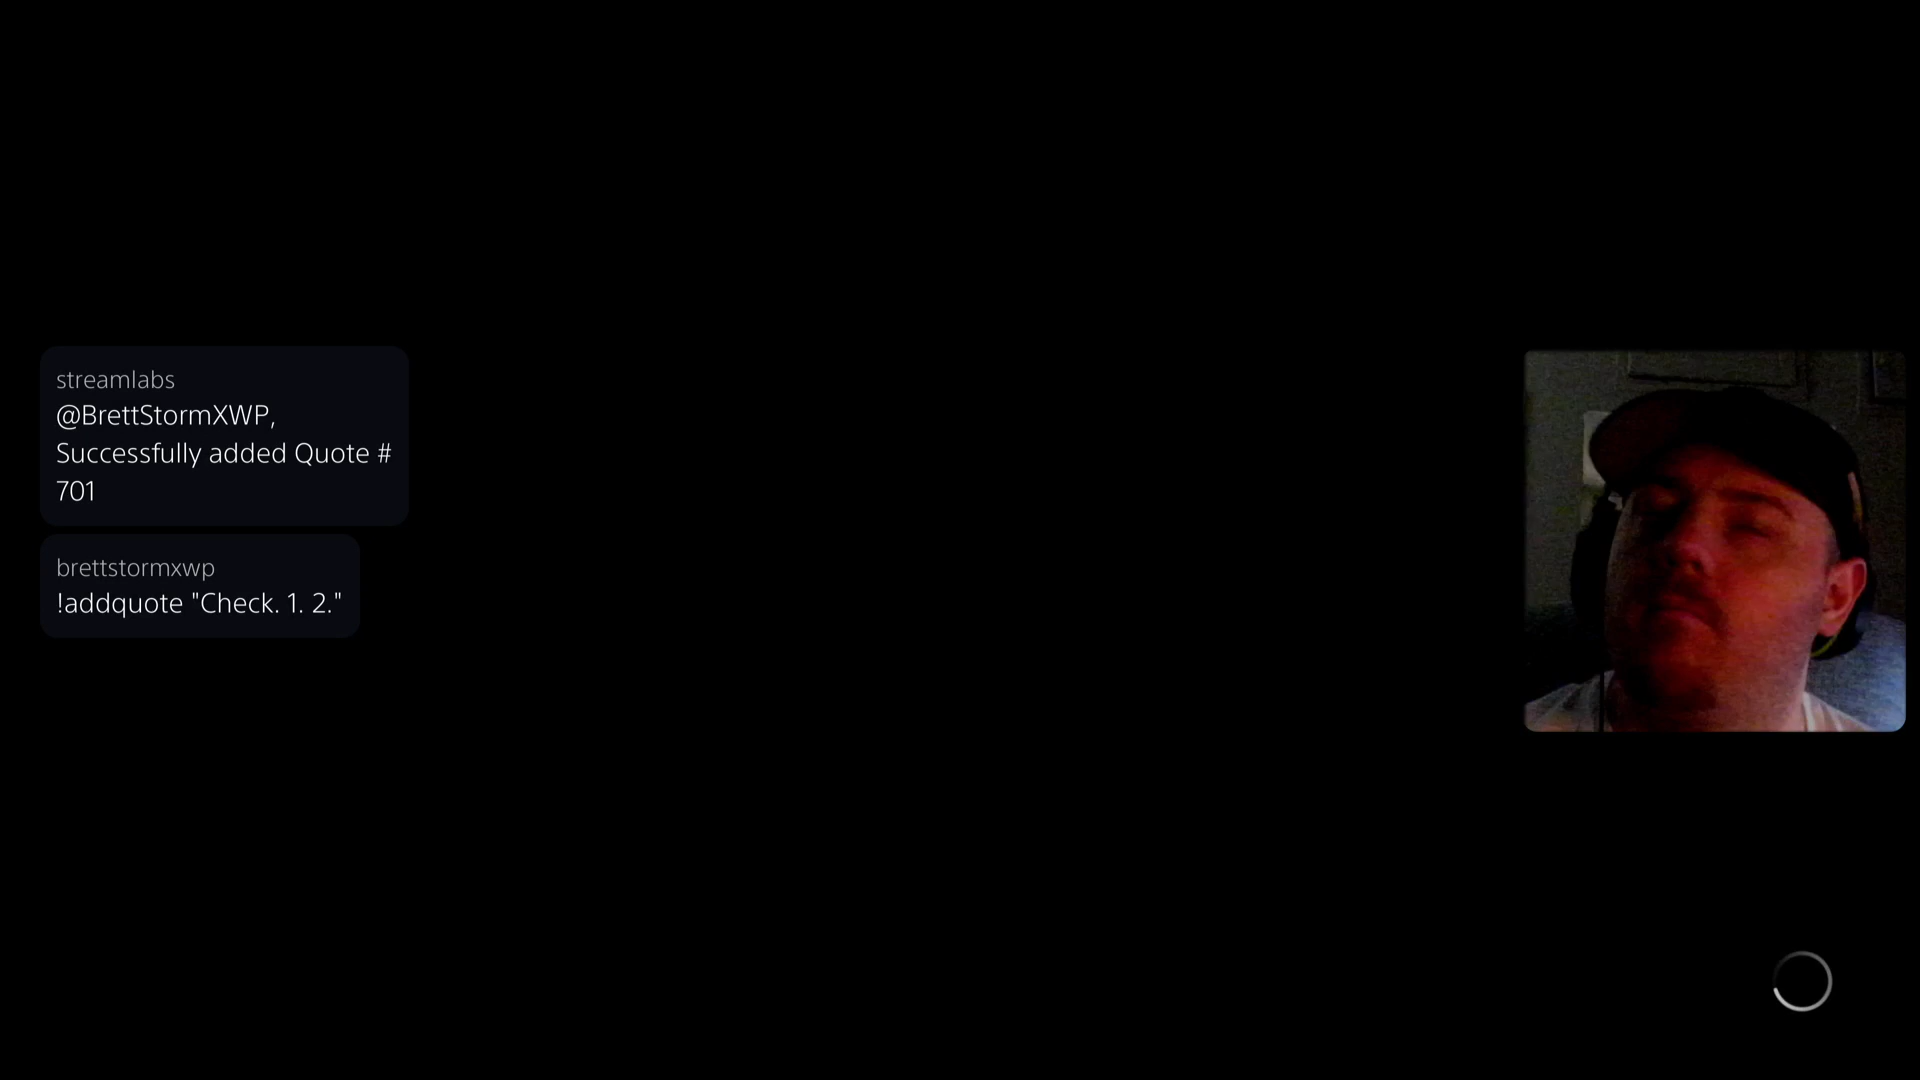 streamlabs
@BrettStormXWP,
Successfully added Quote #
701
brettstormxwp
!addquote "Check. 1. 2."